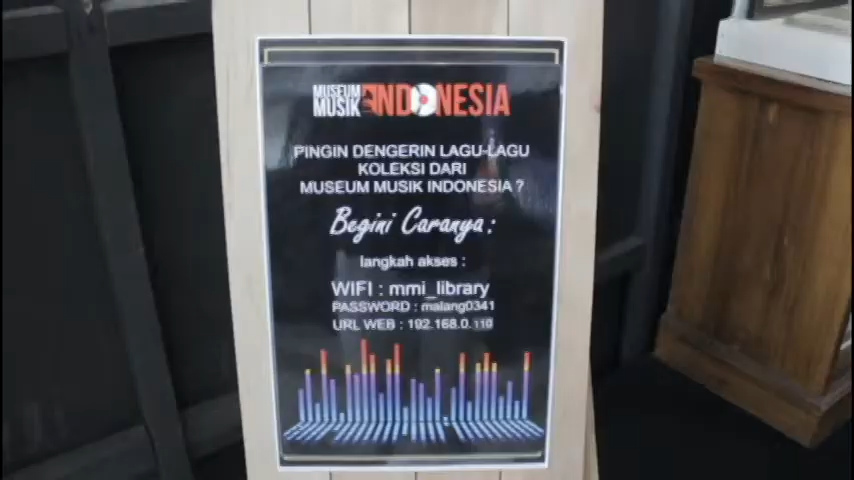 MUSEUM
MUSIK INDONESIA
PINGIN DENGERIN LAGU-LAGU
KOLEKSI DARI
MUSEUM MUSIK INDONESIA ?
Begini Caranya :
langkah akses :
WIFI : mmi_library
PASSWORD : malang0341
URL WEB : 192.168.0.110